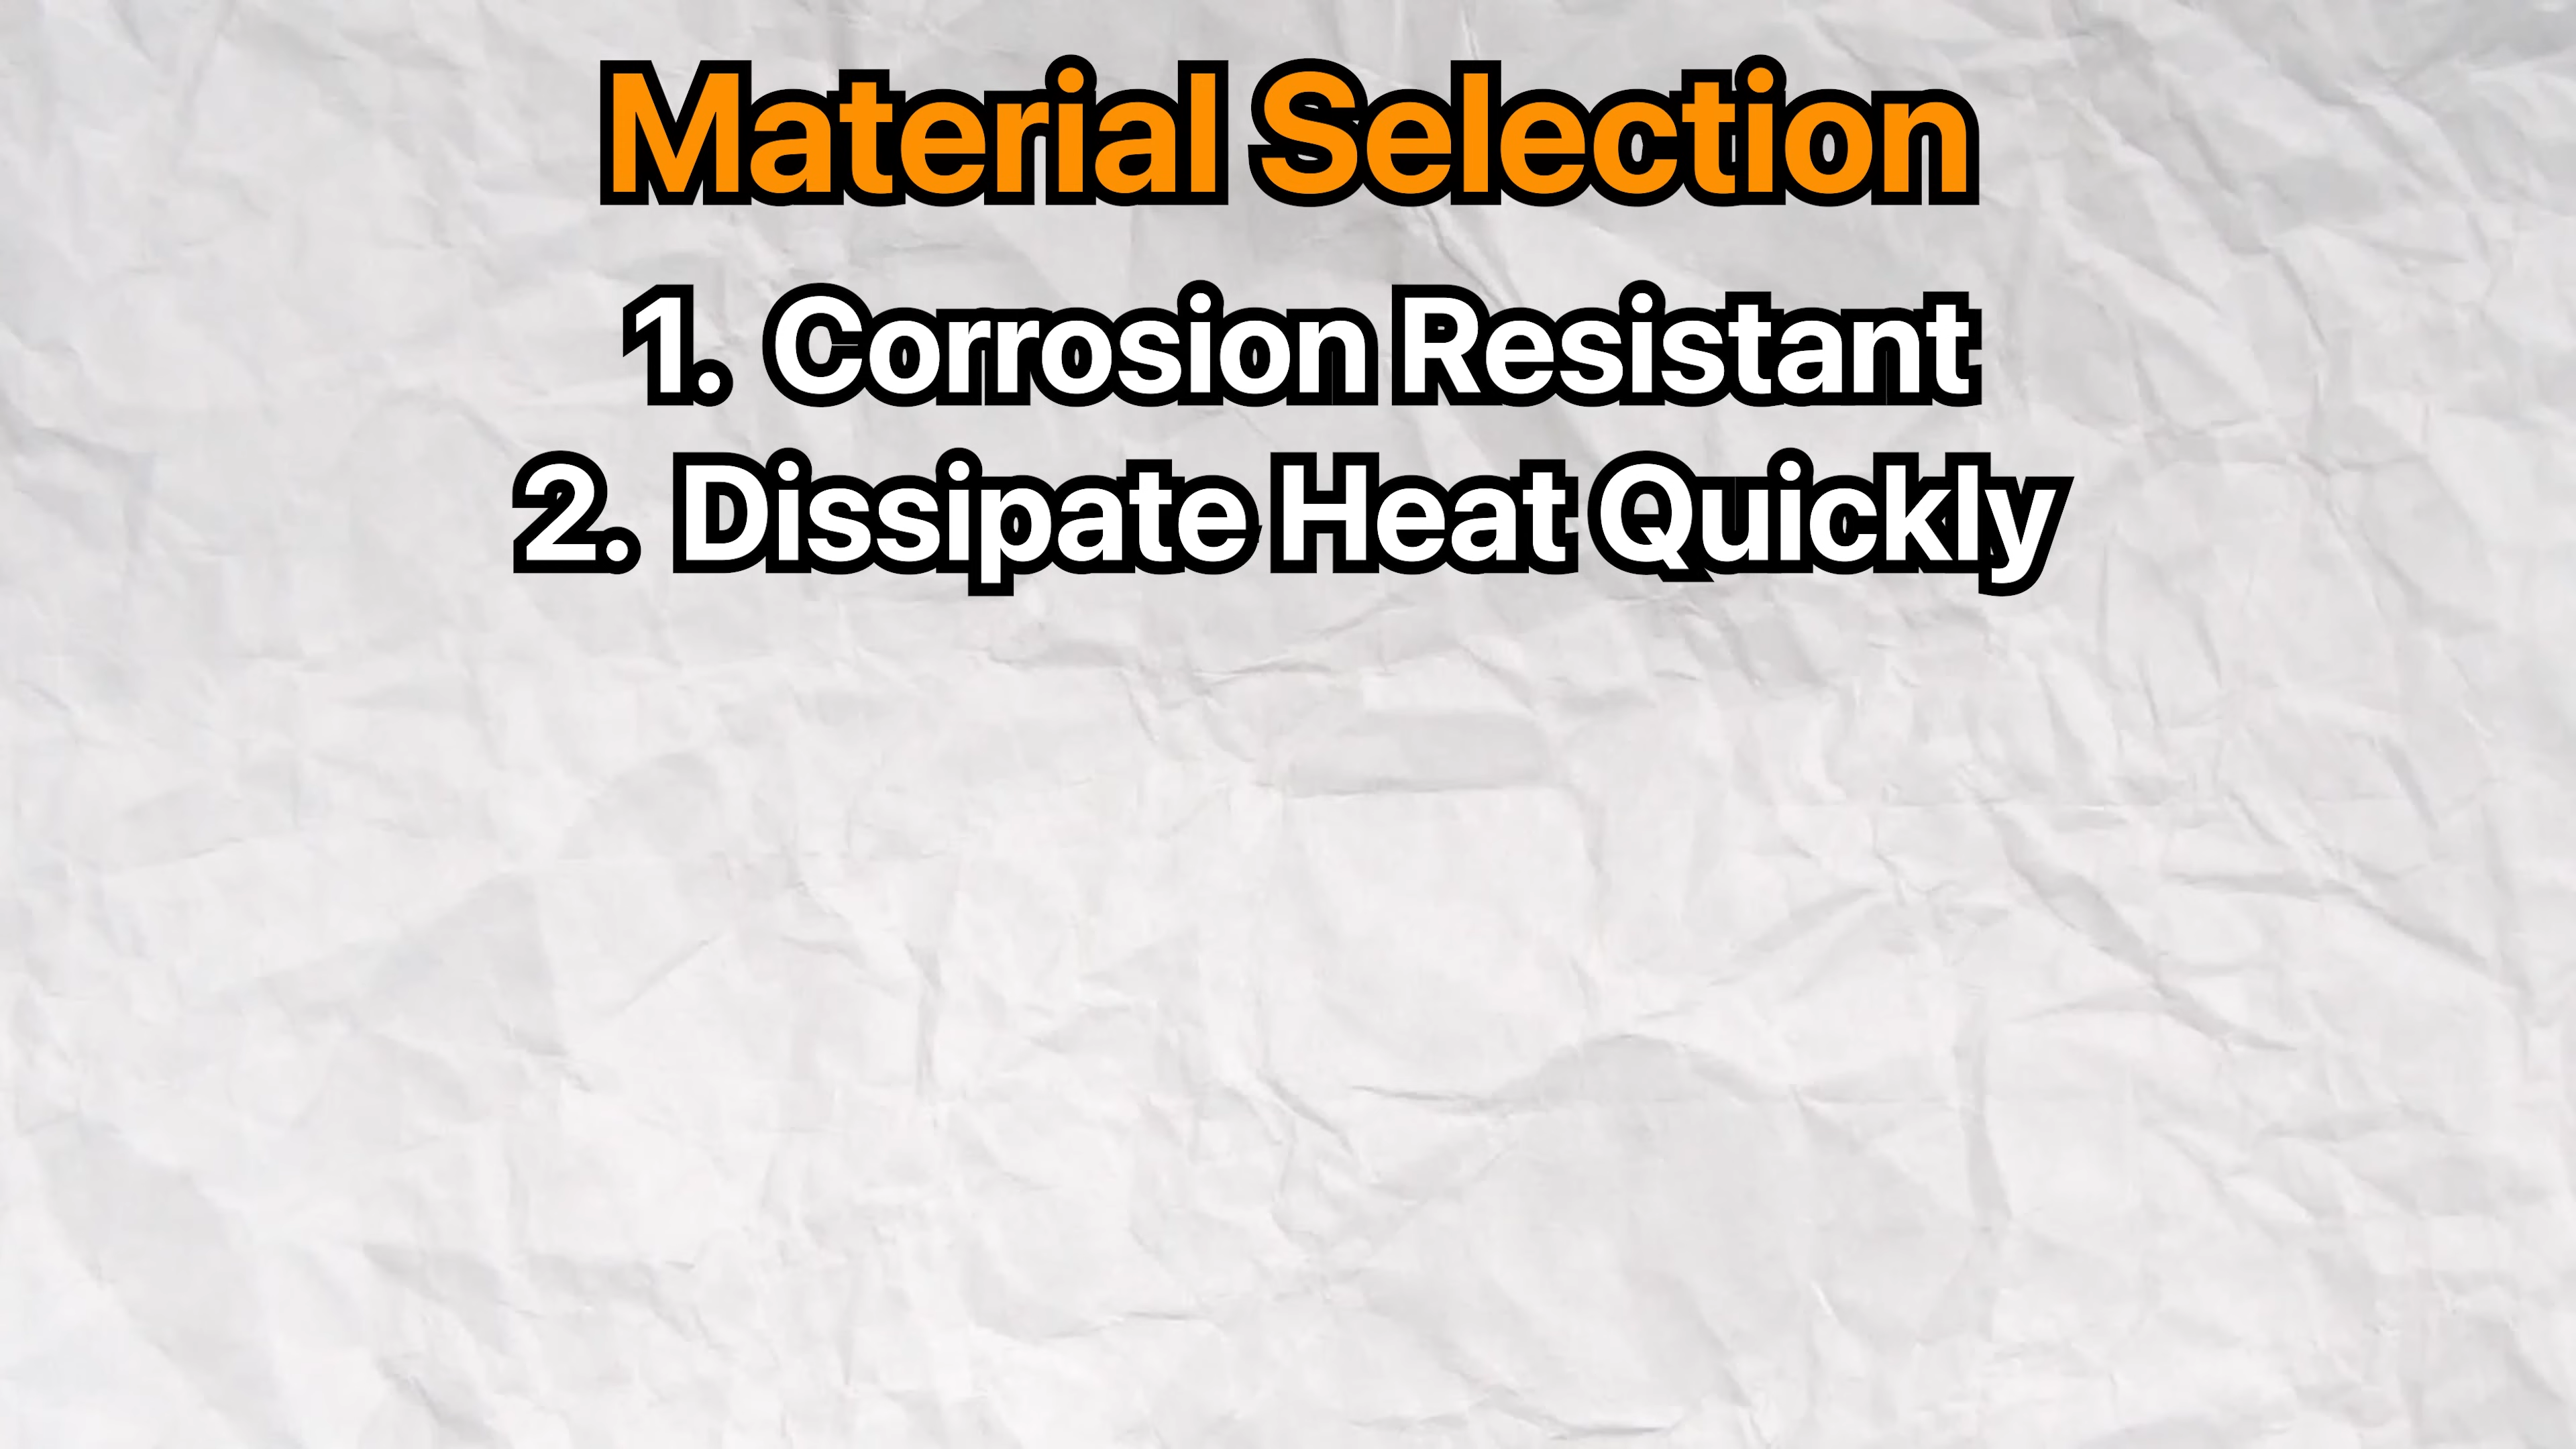 Material Selection
1. Corrosion Resistant
2. Dissipate Heat Quickly